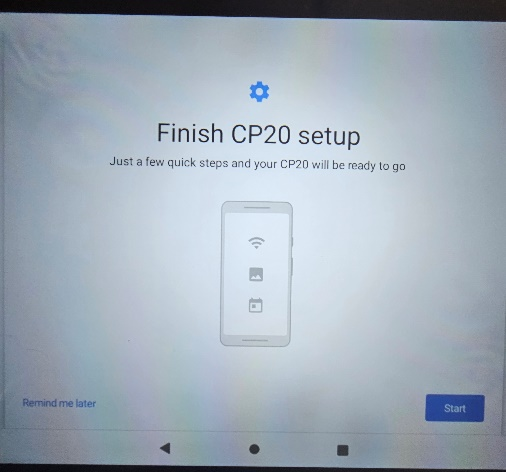 Finish CP20 setup
Just a few quick steps and your CP20 will be ready to go
Remind me later
Start